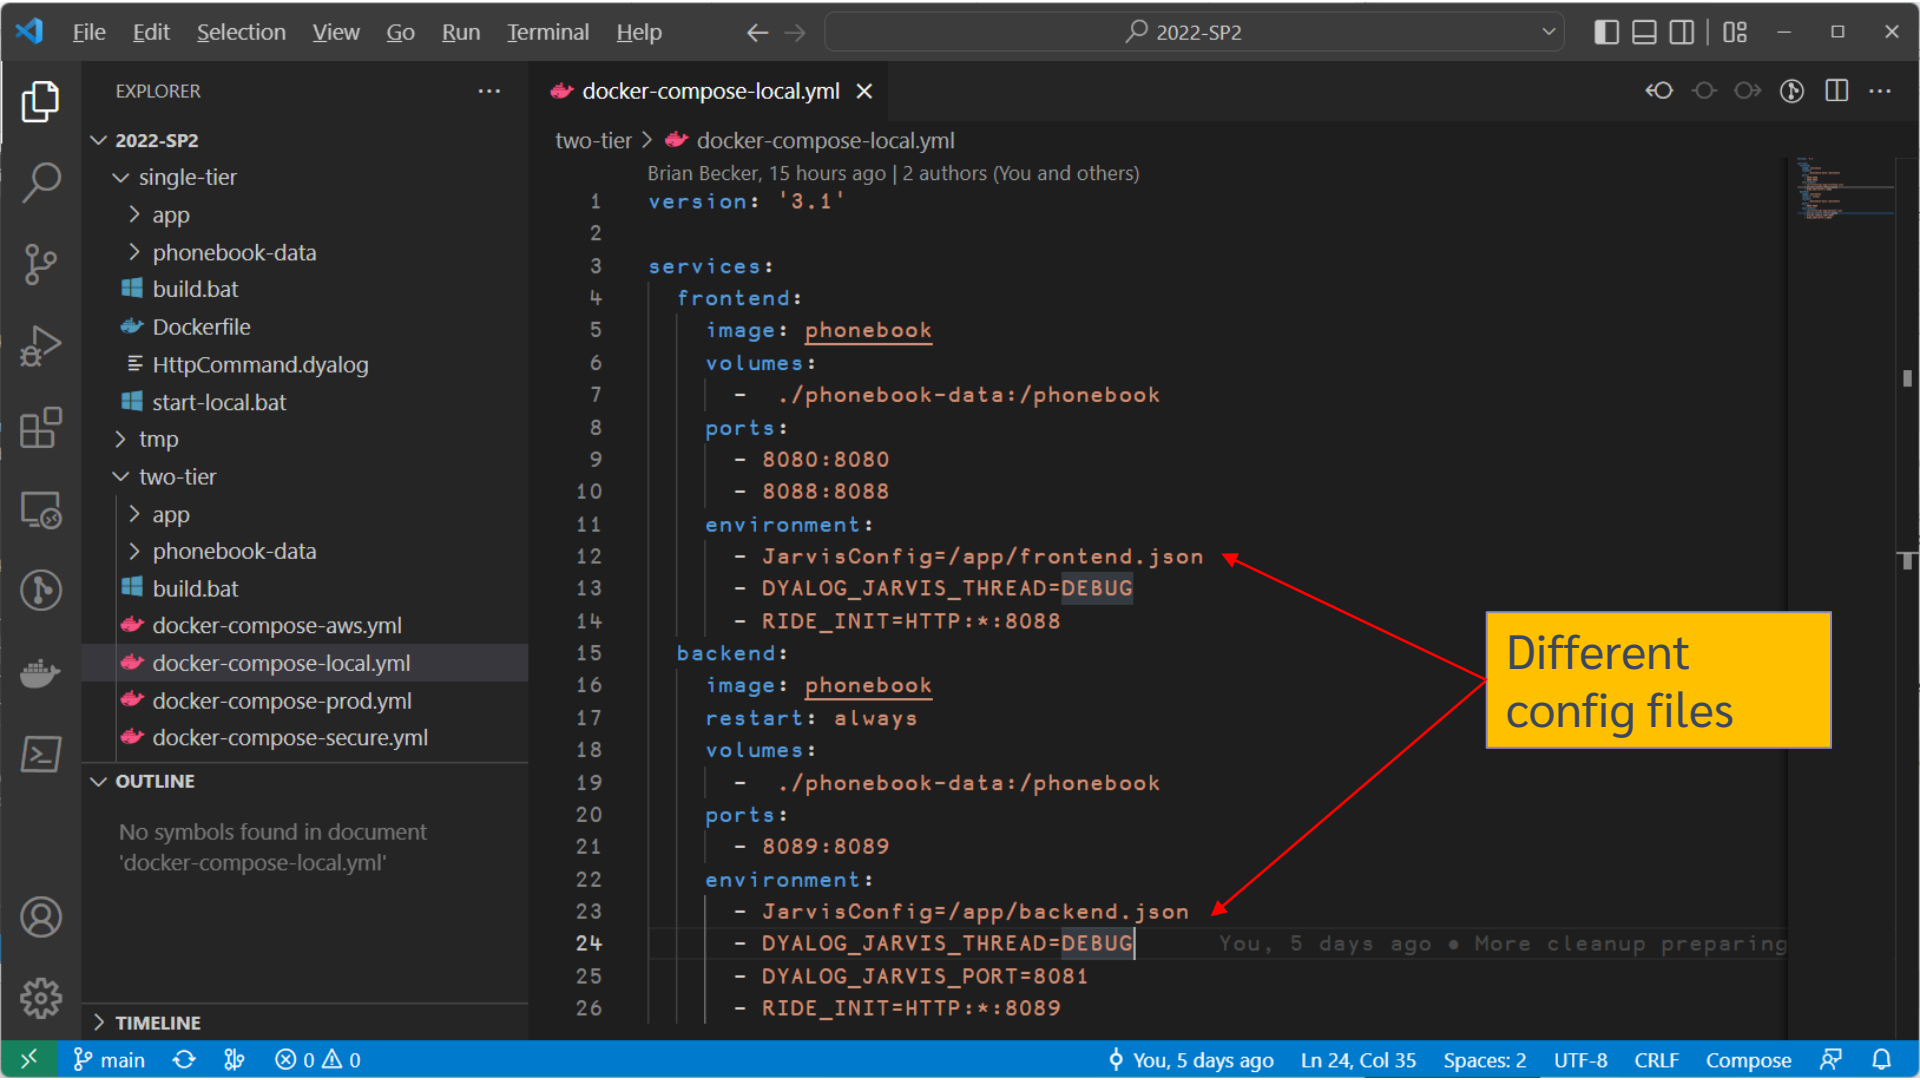 File Edit Selection View Go Run Terminal Help
2022-SP2
EXPLORER
2022-SP2
single-tier
app
phonebook-data
build.bat
Dockerfile
HttpCommand.dyalog
start-local.bat
tmp
two-tier
app
phonebook-data
build.bat
docker-compose-aws.yml
docker-compose-local.yml
docker-compose-prod.yml
docker-compose-secure.yml
OUTLINE
No symbols found in document
'docker-compose-local.yml'
TIMELINE
docker-compose-local.yml
two-tier > docker-compose-local.yml
Brian Becker, 15 hours ago | 2 authors (You and others)
1 version: '3.1'
2
3 services:
4 frontend:
5 image: phonebook
6 volumes:
7 - ./phonebook-data:/phonebook
8 ports:
9 - 8080:8080
10 - 8088:8088
11 environment:
12 - JarvisConfig=/app/frontend.json
13 - DYALOG_JARVIS_THREAD=DEBUG
14 - RIDE_INIT=HTTP:*:8088
15 backend:
16 image: phonebook
17 restart: always
18 volumes:
19 - ./phonebook-data:/phonebook
20 ports:
21 - 8089:8089
22 environment:
23 - JarvisConfig=/app/backend.json
24 - DYALOG_JARVIS_THREAD=DEBUG You, 5 days ago • More cleanup preparing
25 - DYALOG_JARVIS_PORT=8081
26 - RIDE_INIT=HTTP:*:8089
Different
config files
main 0 0 You, 5 days ago Ln 24, Col 35 Spaces: 2 UTF-8 CRLF Compose